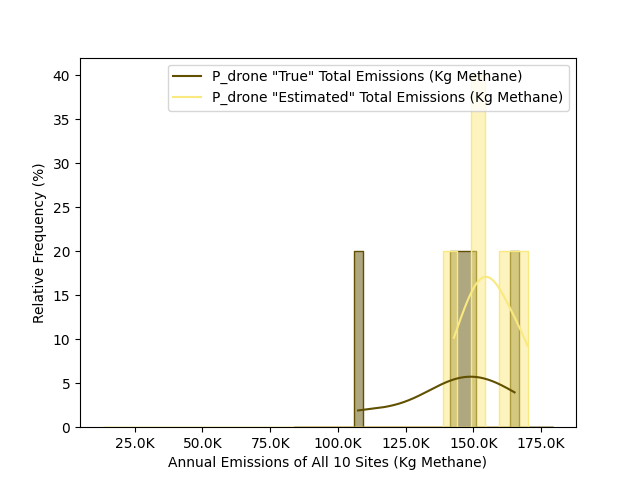 P_drone "True" Total Emissions (Kg Methane)
P_drone "Estimated" Total Emissions (Kg Methane)
40
35
30
25
20
15
10
5
0
Relative Frequency (%)
25.0K 50.0K 75.0K 100.0K 125.0K 150.0K 175.0K
Annual Emissions of All 10 Sites (Kg Methane)